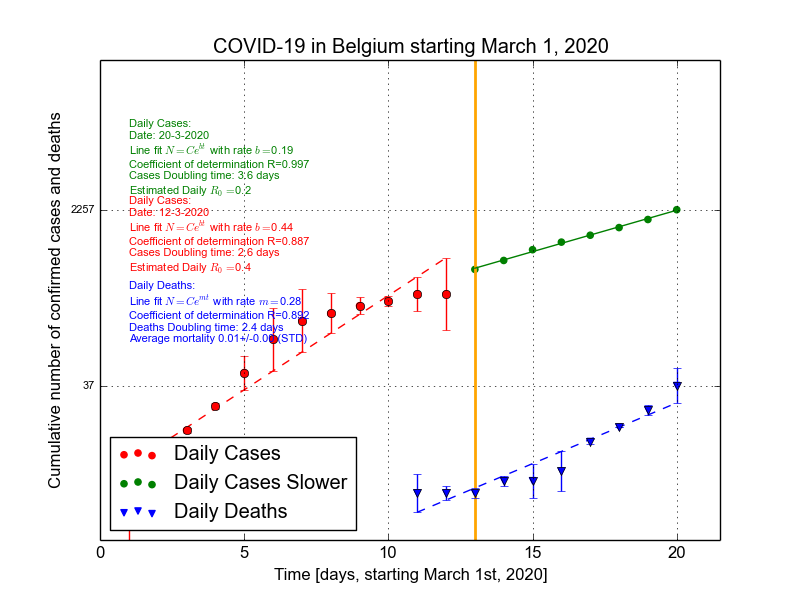 COVID-19 in Belgium starting March 1, 2020
Cumulative number of confirmed cases and deaths
Daily Cases:
Date: 20-3-2020
Line fit N = Ce^{bt} with rate b =0.19
Coefficient of determination R=0.997
Cases Doubling time: 3.6 days
Estimated Daily R_0 =0.2
2257
Daily Cases:
Date: 12-3-2020
Line fit N = Ce^{bt} with rate b =0.44
Coefficient of determination R=0.887
Cases Doubling time: 2.6 days
Estimated Daily R_0 =0.4
Daily Deaths:
Line fit N = Ce^{mt} with rate m =0.28
Coefficient of determination R=0.892
Deaths Doubling time: 2.4 days
Average mortality 0.01+/- (STD)
37
Daily Cases
Daily Cases Slower
Daily Deaths
0 5 10 15 20
Time [days, starting March 1st, 2020]